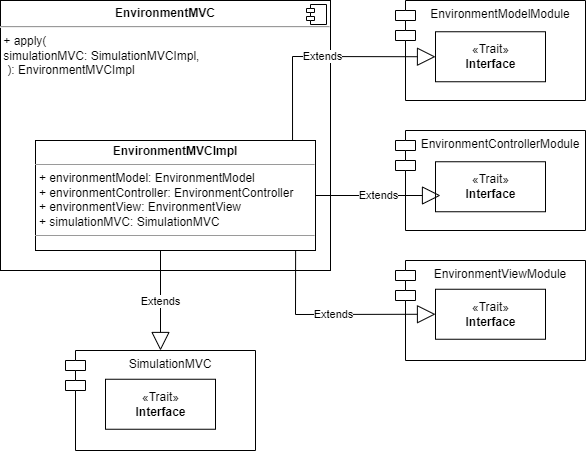 EnvironmentMVC
+ apply(
simulationMVC: SimulationMVCImpl,
): EnvironmentMVCImpl
EnvironmentMVCImpl
+ environmentModel: EnvironmentModel
+ environmentController: EnvironmentController
+ environmentView: EnvironmentView
+ simulationMVC: SimulationMVC
Extends
EnvironmentModelModule
«Trait»
Interface
Extends
EnvironmentControllerModule
«Trait»
Interface
Extends
EnvironmentViewModule
«Trait»
Interface
Extends
SimulationMVC
«Trait»
Interface